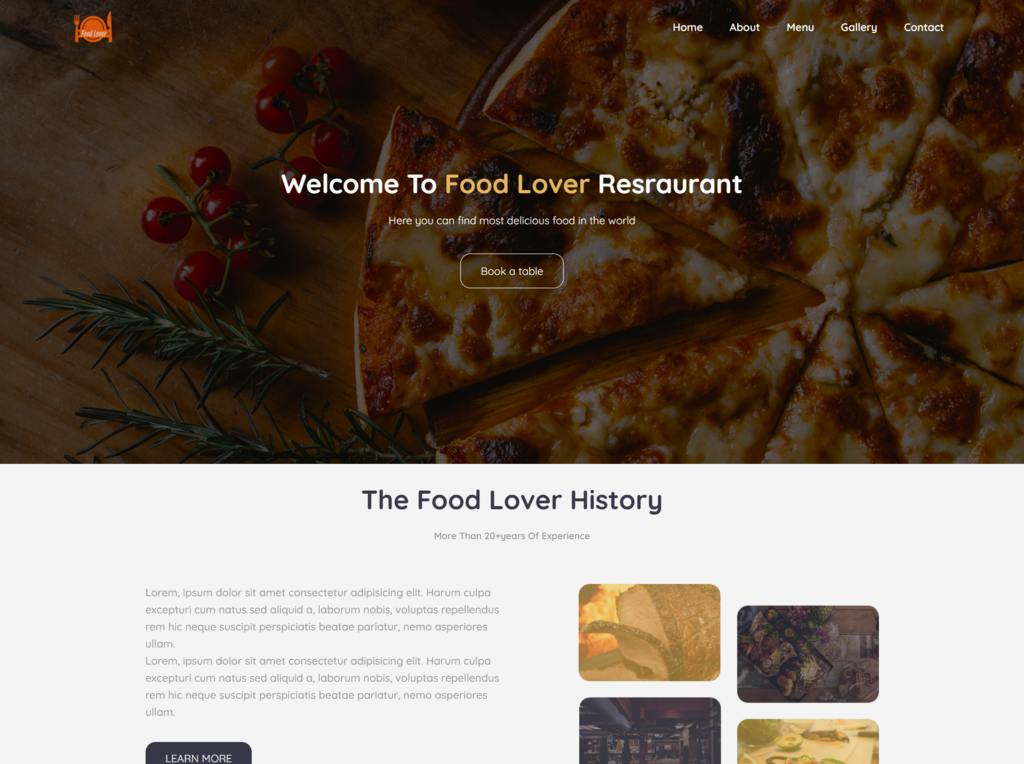 Food Lover
Home About Menu Gallery Contact
Welcome To Food Lover Resraurant
Here you can find most delicious food in the world
Book a table
The Food Lover History
More Than 20+years Of Experience
Lorem, ipsum dolor sit amet consectetur adipisicing elit. Harum culpa
excepturi cum natus sed aliquid a, laborum nobis, voluptas repellendus
rem hic neque suscipit perspiciatis beatae pariatur, nemo asperiores
ullam.
Lorem, ipsum dolor sit amet consectetur adipisicing elit. Harum culpa
excepturi cum natus sed aliquid a, laborum nobis, voluptas repellendus
rem hic neque suscipit perspiciatis beatae pariatur, nemo asperiores
ullam.
LEARN MORE